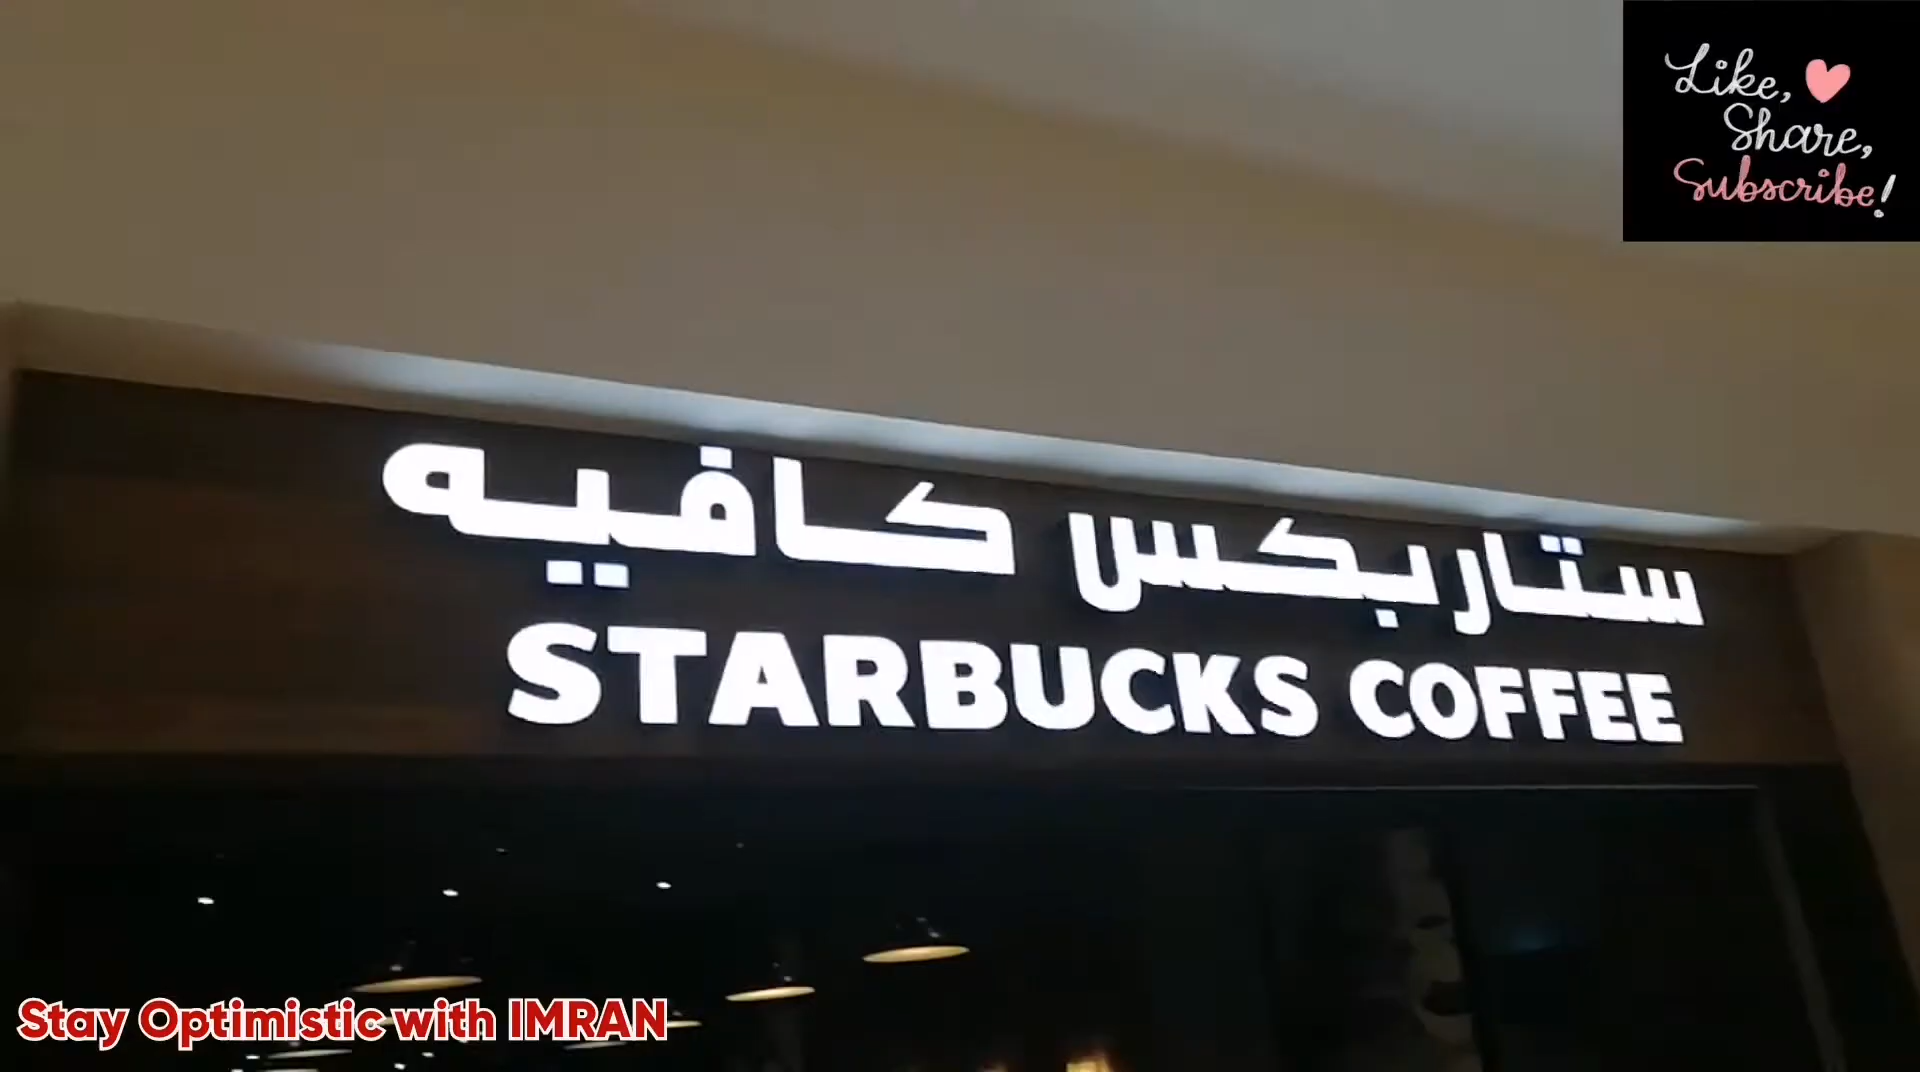 Like,
Share,
Subscribe!
ستاربكس كافيه
STARBUCKS COFFEE
Stay Optimistic with IMRAN